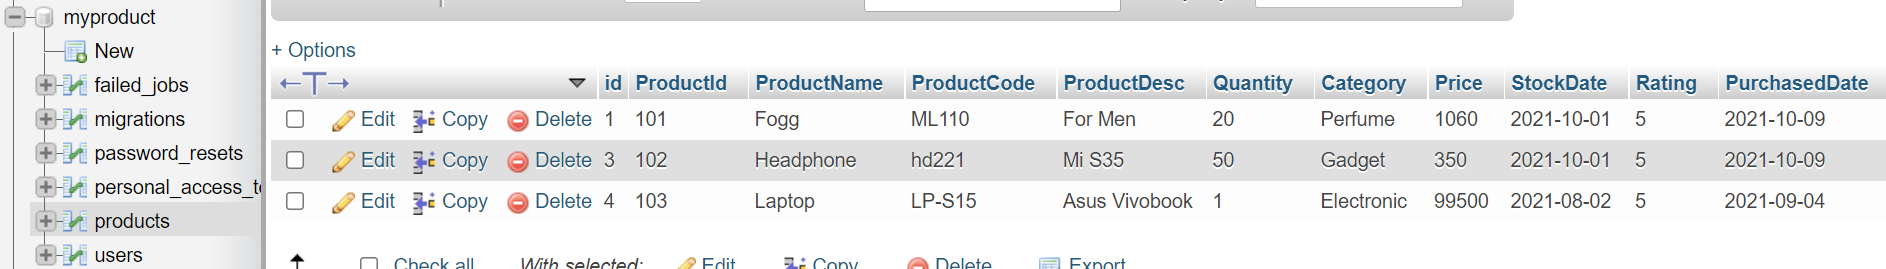 myproduct
New
failed_jobs
migrations
password_resets
personal_access_t
products
users
+ Options
←T→ id ProductId ProductName ProductCode ProductDesc Quantity Category Price StockDate Rating PurchasedDate
Edit Copy Delete 1 101 Fogg ML110 For Men 20 Perfume 1060 2021-10-01 5 2021-10-09
Edit Copy Delete 3 102 Headphone hd221 Mi S35 50 Gadget 350 2021-10-01 5 2021-10-09
Edit Copy Delete 4 103 Laptop LP-S15 Asus Vivobook 1 Electronic 99500 2021-08-02 5 2021-09-04
Check all With selected: Edit Copy Delete Export